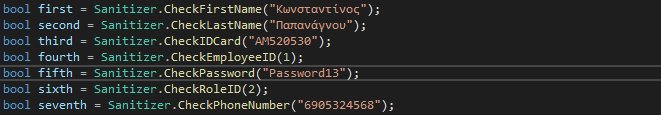 bool first = Sanitizer.CheckFirstName("Κωνσταντίνος");
bool second = Sanitizer.CheckLastName("Παπανάγνου");
bool third = Sanitizer.CheckIDCard("AM520530");
bool fourth = Sanitizer.CheckEmployeeID(1);
bool fifth = Sanitizer.CheckPassword("Password13");
bool sixth = Sanitizer.CheckRoleID(2);
bool seventh = Sanitizer.CheckPhoneNumber("6905324568");